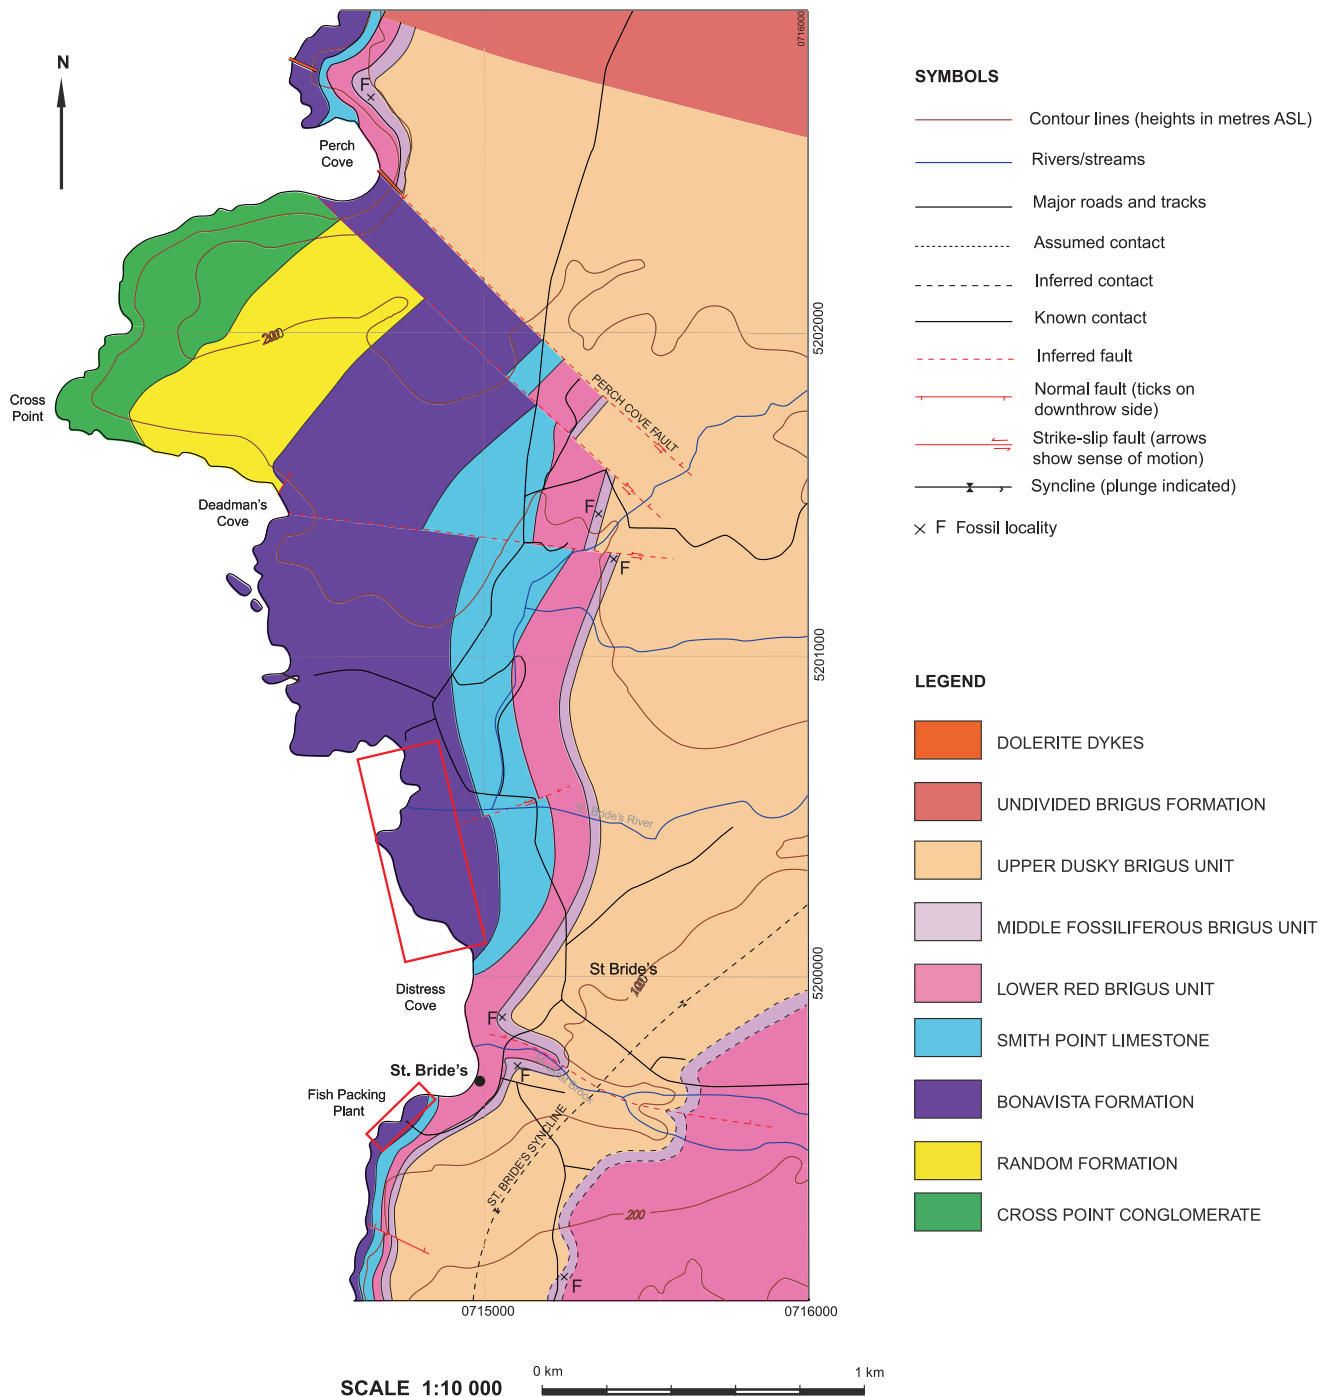 0716000
N
F
Perch
Cove
200
5202000
Cross
Point
PERCH COVE FAULT
Deadman's
Cove
F
F
5201000
St. Bride's River
Distress
Cove
St Bride's
5200000
F
St. Bride's
Fish Packing
Plant
F
Brook
ST. BRIDE'S SYNCLINE
200
F
0715000
0716000
SCALE 1:10 000
0 km
1 km
SYMBOLS
Contour lines (heights in metres ASL)
Rivers/streams
Major roads and tracks
Assumed contact
Inferred contact
Known contact
Inferred fault
Normal fault (ticks on
downthrow side)
Strike-slip fault (arrows
show sense of motion)
Syncline (plunge indicated)
F Fossil locality
LEGEND
DOLERITE DYKES
UNDIVIDED BRIGUS FORMATION
UPPER DUSKY BRIGUS UNIT
MIDDLE FOSSILIFEROUS BRIGUS UNIT
LOWER RED BRIGUS UNIT
SMITH POINT LIMESTONE
BONAVISTA FORMATION
RANDOM FORMATION
CROSS POINT CONGLOMERATE